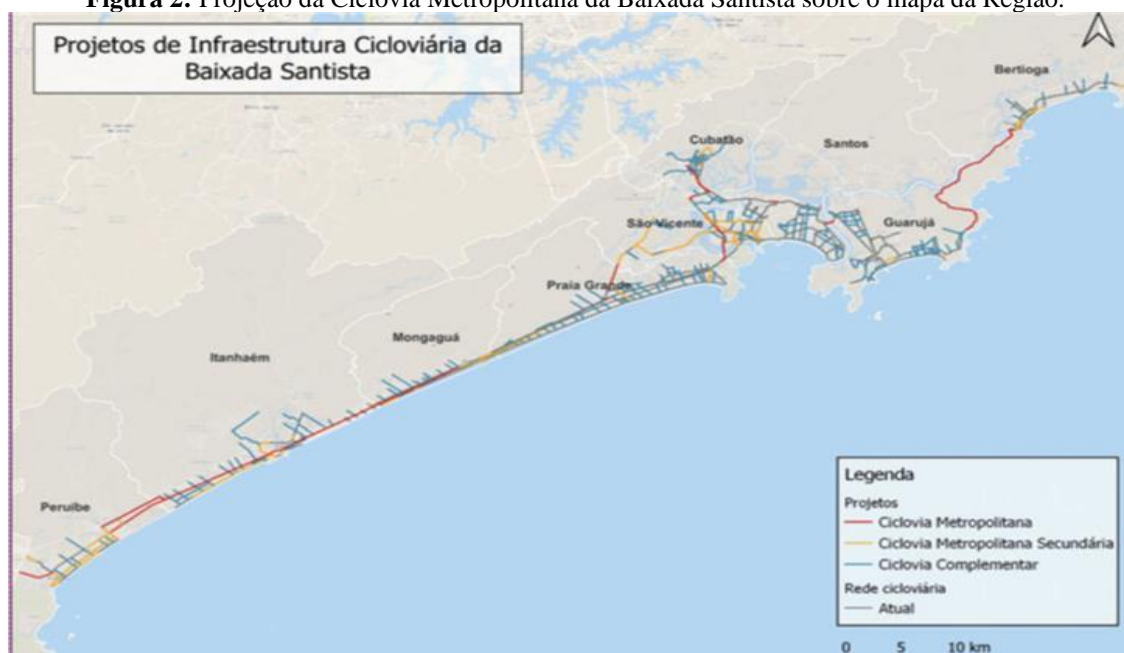 Figura 2. Projeção da Ciclovia Metropolitana da Baixada Santista sobre o mapa da Região.
Projetos de Infraestrutura Cicloviária da
Baixada Santista
Bertioga
Cubatão
Santos
São Vicente
Guarujá
Praia Grande
Mongaguá
Itanhaém
Peruíbe
Legenda
Projetos
Ciclovia Metropolitana
Ciclovia Metropolitana Secundária
Ciclovia Complementar
Rede cicloviária
Atual
0 5 10 km